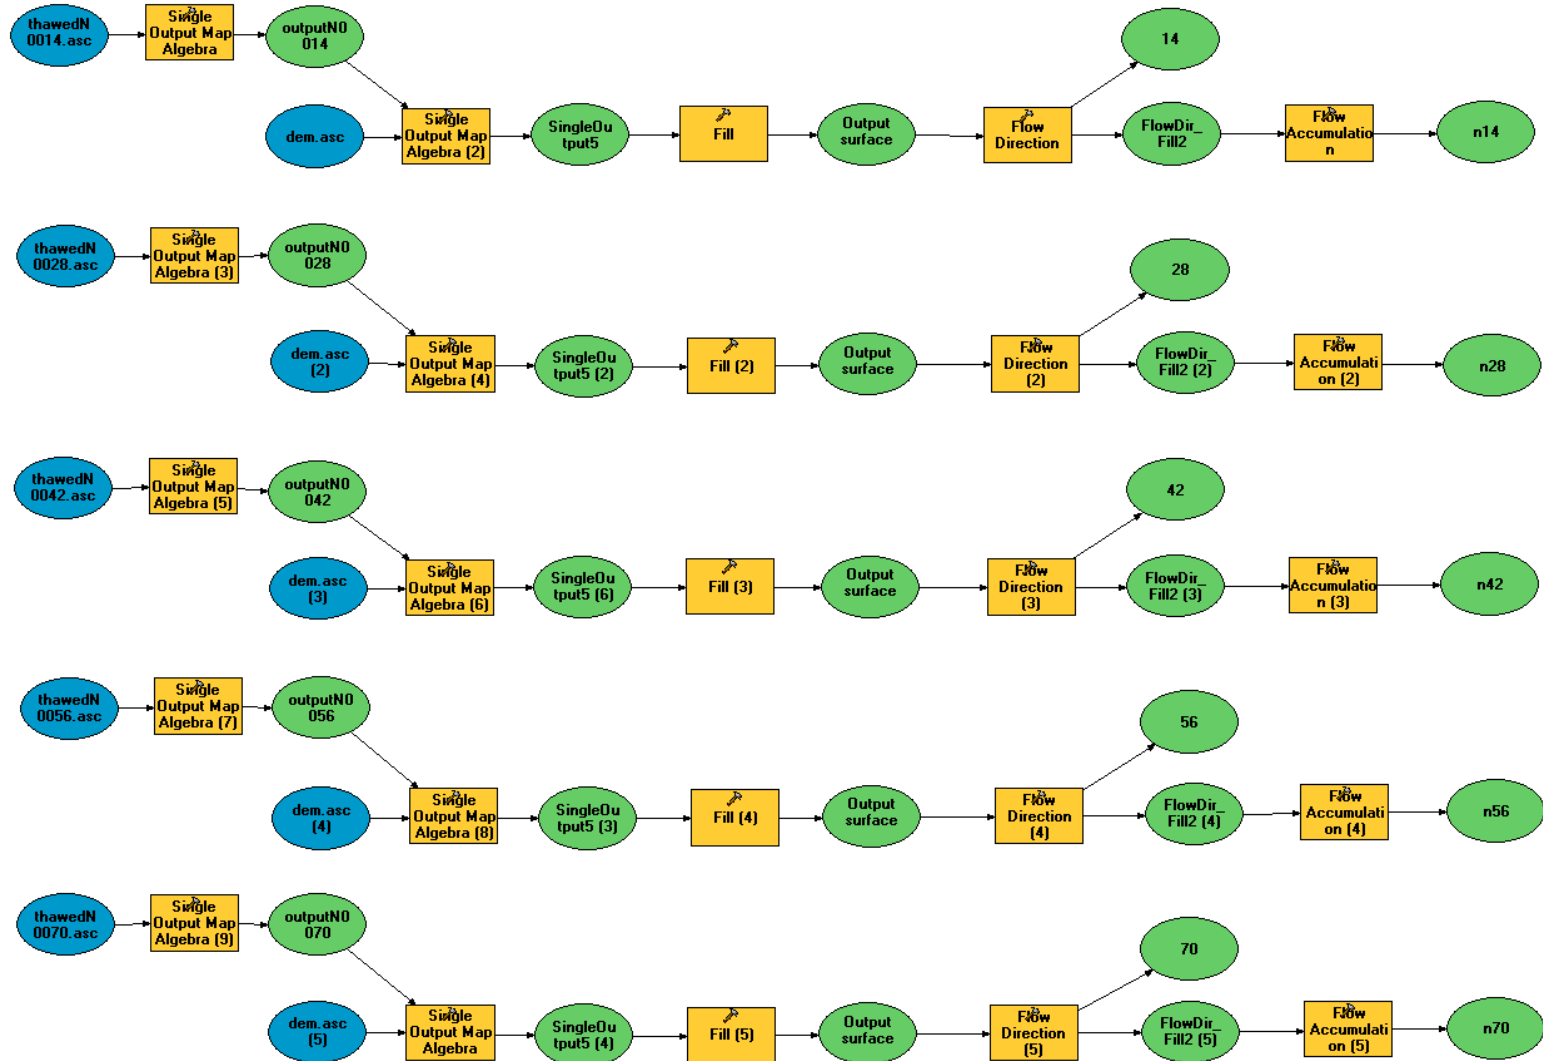 thawedN
0014.asc
Single
Output Map
Algebra
outputN0
014
14
dem.asc
Single
Output Map
Algebra (2)
SingleOu
tput5
Fill
Output
surface
Flow
Direction
FlowDir_
Fill2
Flow
Accumulatio
n
n14
thawedN
0028.asc
Single
Output Map
Algebra (3)
outputN0
028
28
dem.asc
(2)
Single
Output Map
Algebra (4)
SingleOu
tput5 (2)
Fill (2)
Output
surface
Flow
Direction
(2)
FlowDir_
Fill2 (2)
Flow
Accumulati
on (2)
n28
thawedN
0042.asc
Single
Output Map
Algebra (5)
outputN0
042
42
dem.asc
(3)
Single
Output Map
Algebra (6)
SingleOu
tput5 (6)
Fill (3)
Output
surface
Flow
Direction
(3)
FlowDir_
Fill2 (3)
Flow
Accumulatio
n (3)
n42
thawedN
0056.asc
Single
Output Map
Algebra (7)
outputN0
056
56
dem.asc
(4)
Single
Output Map
Algebra (8)
SingleOu
tput5 (3)
Fill (4)
Output
surface
Flow
Direction
(4)
FlowDir_
Fill2 (4)
Flow
Accumulati
on (4)
n56
thawedN
0070.asc
Single
Output Map
Algebra (9)
outputN0
070
70
dem.asc
(5)
Single
Output Map
Algebra
SingleOu
tput5 (4)
Fill (5)
Output
surface
Flow
Direction
(5)
FlowDir_
Fill2 (5)
Flow
Accumulati
on (5)
n70